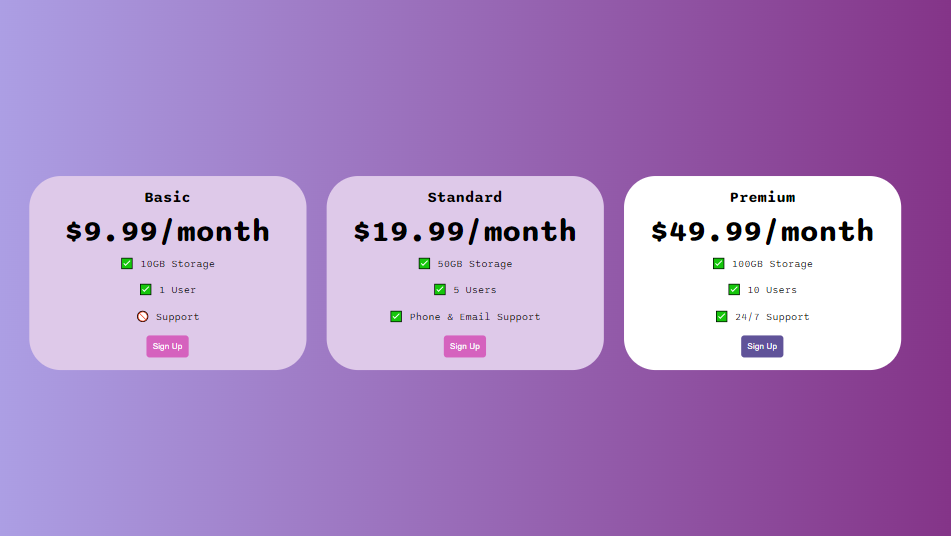 Basic
$9.99/month
✅ 10GB Storage
✅ 1 User
🚫 Support
Sign Up
Standard
$19.99/month
✅ 50GB Storage
✅ 5 Users
✅ Phone & Email Support
Sign Up
Premium
$49.99/month
✅ 100GB Storage
✅ 10 Users
✅ 24/7 Support
Sign Up